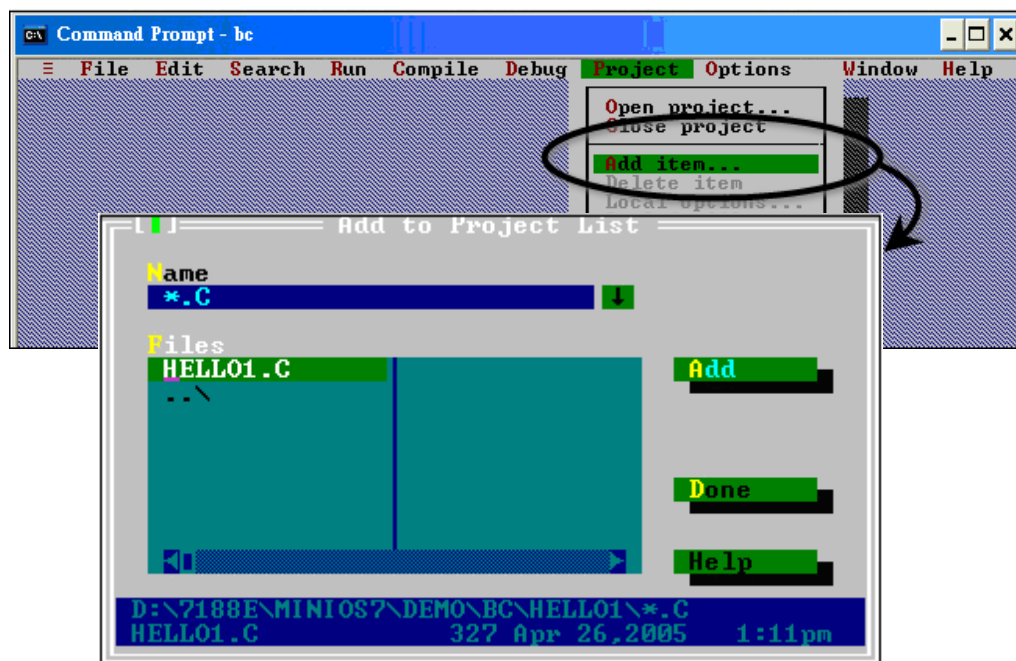 Command Prompt - bc
≡ File Edit Search Run Compile Debug Project Options Window Help
Open project...
Close project
Add item...
Delete item
Local options...
Add to Project List
Name
*.C
Files
HELLO1.C
..\
Add
Done
Help
D:\7188E\MINIOS7\DEMO\BC\HELLO1\*.C
HELLO1.C 327 Apr 26,2005 1:11pm